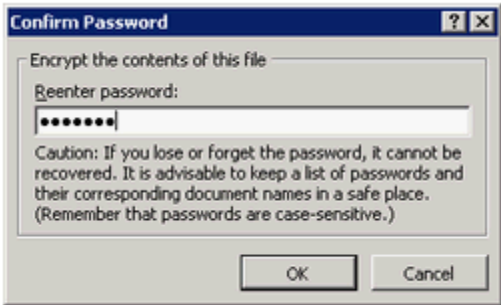 Confirm Password
Encrypt the contents of this file
Reenter password:
•••••••
Caution: If you lose or forget the password, it cannot be
recovered. It is advisable to keep a list of passwords and
their corresponding document names in a safe place.
(Remember that passwords are case-sensitive.)
OK Cancel